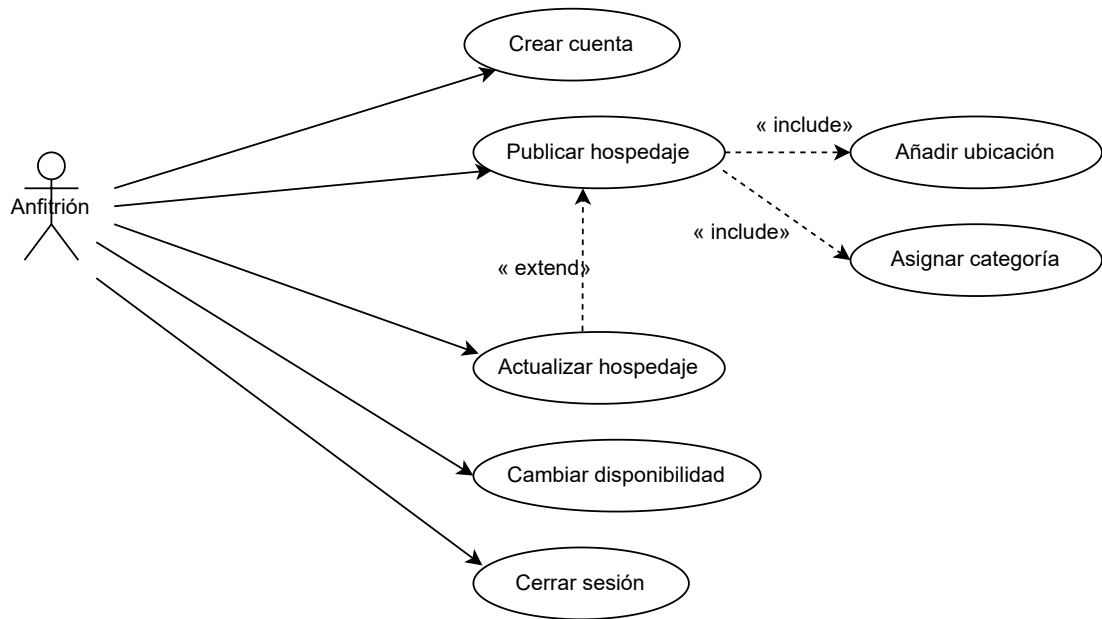 Crear cuenta
« include»
Publicar hospedaje
Añadir ubicación
Anfitrión
« include»
Asignar categoría
« extend»
Actualizar hospedaje
Cambiar disponibilidad
Cerrar sesión